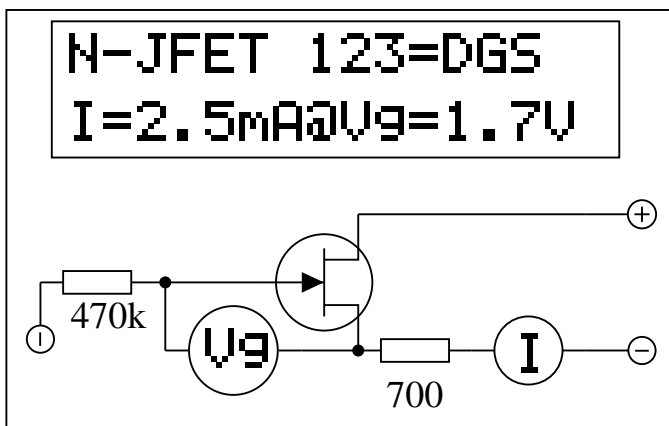 N-JFET 123=DGS
I=2.5mA@Vg=1.7V
+
470k
−
Vg
I
−
700